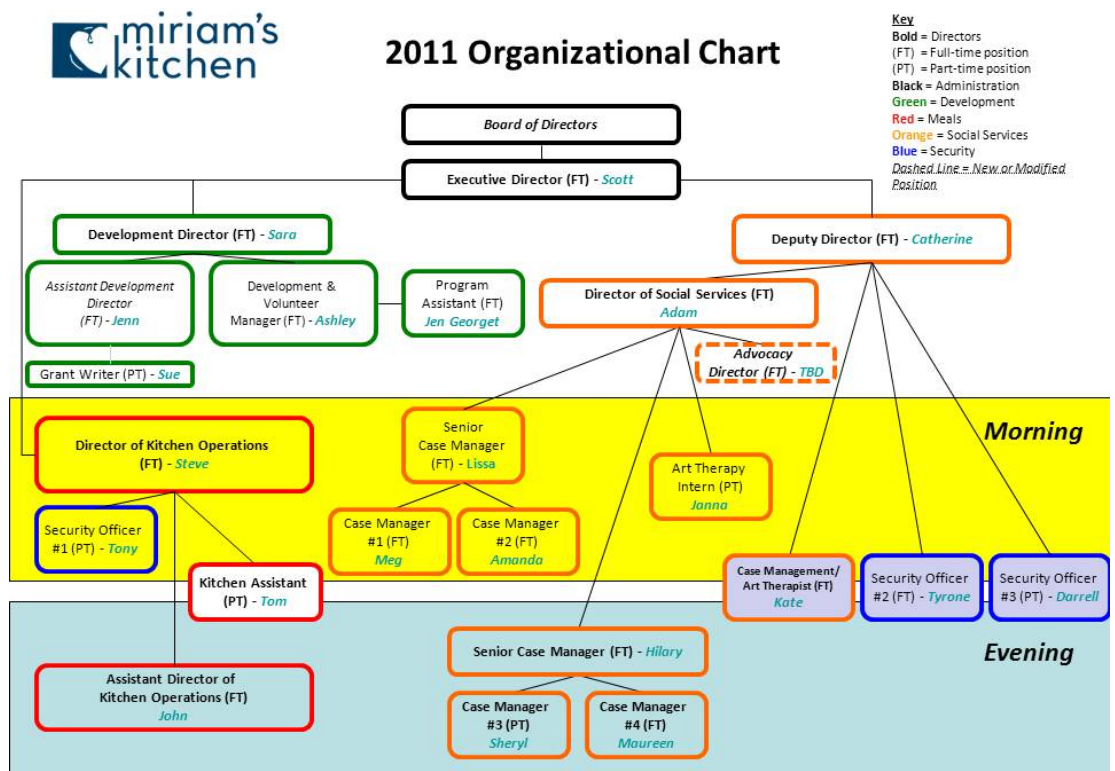 miriam's
kitchen
2011 Organizational Chart
Key
Bold = Directors
(FT) = Full-time position
(PT) = Part-time position
Black = Administration
Green = Development
Red = Meals
Orange = Social Services
Blue = Security
Dashed Line = New or Modified
Position
Board of Directors
Executive Director (FT) - Scott
Development Director (FT) - Sara
Deputy Director (FT) - Catherine
Assistant Development
Director
(FT) - Jenn
Development &
Volunteer
Manager (FT) - Ashley
Program
Assistant (FT)
Jen Georget
Director of Social Services (FT)
Adam
Advocacy
Director (FT) - TBD
Grant Writer (PT) - Sue
Morning
Director of Kitchen Operations
(FT) - Steve
Senior
Case Manager
(FT) - Lissa
Art Therapy
Intern (PT)
Janna
Security Officer
#1 (PT) - Tony
Case Manager
#1 (FT)
Meg
Case Manager
#2 (FT)
Amanda
Kitchen Assistant
(PT) - Tom
Case Management/
Art Therapist (FT)
Kate
Security Officer
#2 (FT) - Tyrone
Security Officer
#3 (PT) - Darrell
Evening
Senior Case Manager (FT) - Hilary
Assistant Director of
Kitchen Operations (FT)
John
Case Manager
#3 (PT)
Sheryl
Case Manager
#4 (FT)
Maureen